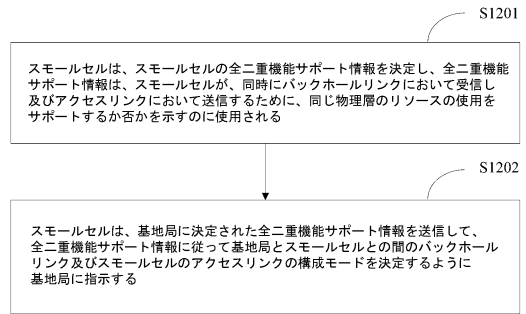 S1201
スモールセルは、スモールセルの全二重機能サポート情報を決定し、全二重機能
サポート情報は、スモールセルが、同時にバックホールリンクにおいて受信し
及びアクセスリンクにおいて送信するために、同じ物理層のリソースの使用を
サポートするか否かを示すのに使用される
S1202
スモールセルは、基地局に決定された全二重機能サポート情報を送信して、
全二重機能サポート情報に従って基地局とスモールセルとの間のバックホール
リンク及びスモールセルのアクセスリンクの構成モードを決定するように
基地局に指示する